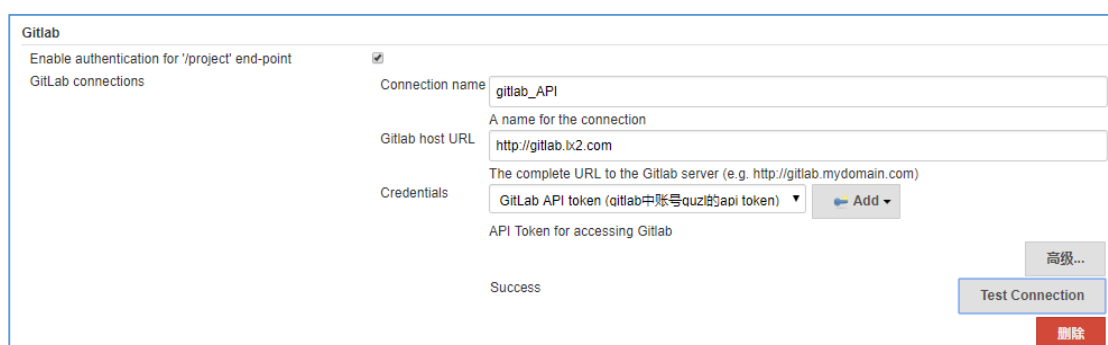 Gitlab
Enable authentication for '/project' end-point
GitLab connections
Connection name
gitlab_API
A name for the connection
Gitlab host URL
http://gitlab.lx2.com
The complete URL to the Gitlab server (e.g. http://gitlab.mydomain.com)
Credentials
GitLab API token (gitlab中账号guzl的api token)
Add
API Token for accessing Gitlab
高级...
Success
Test Connection
删除